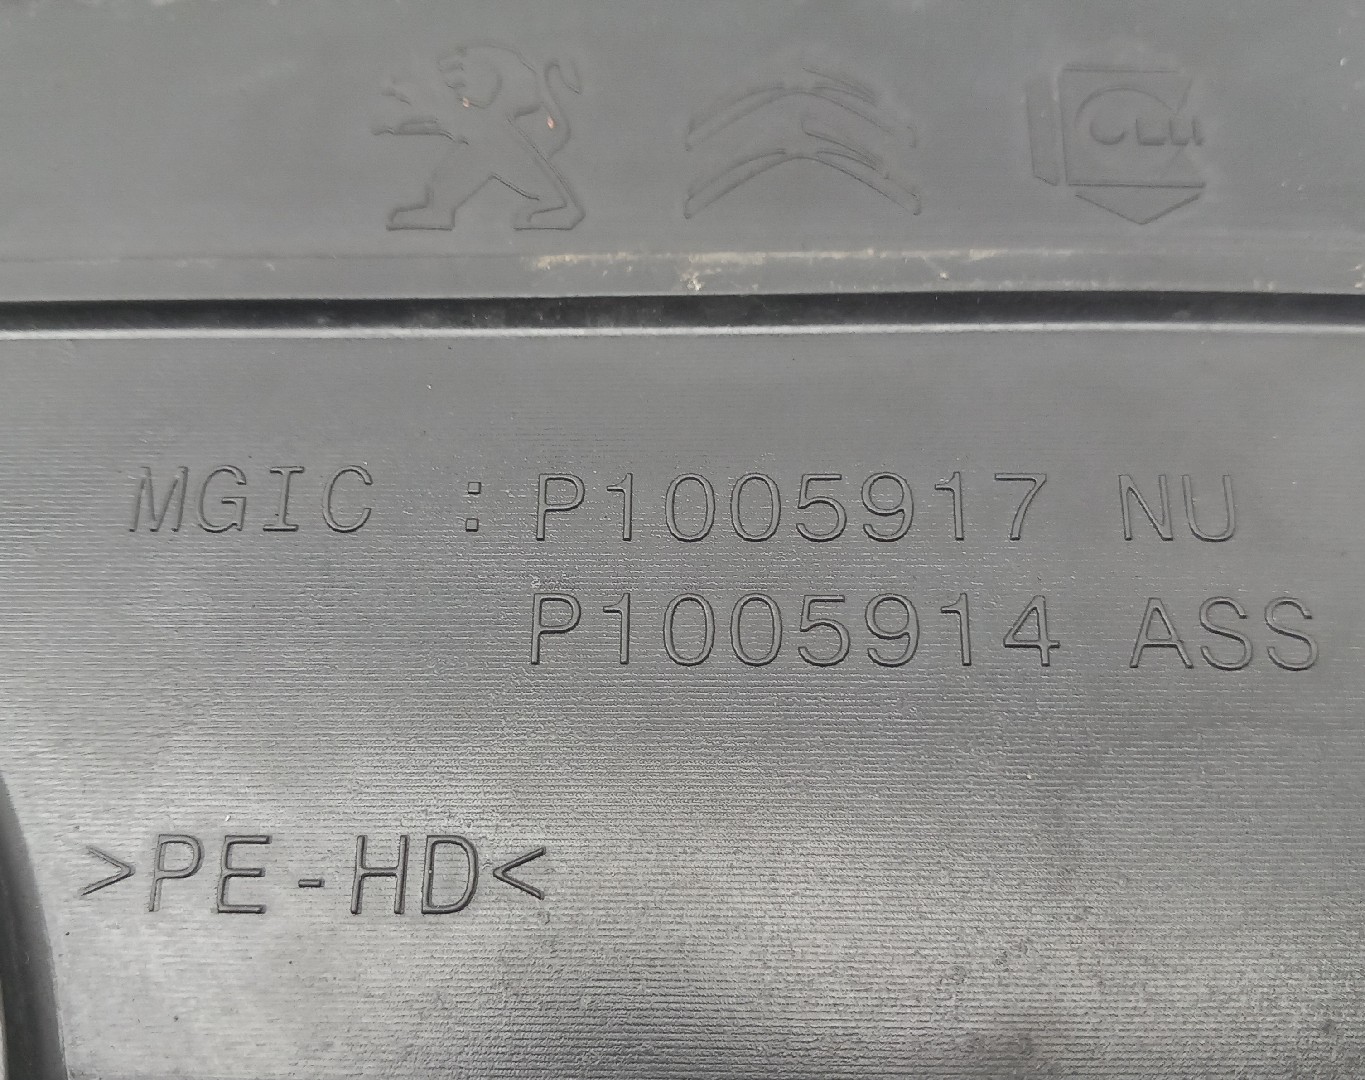 MGIC : P1005917 NU
P1005914 ASS
>PE-HD<